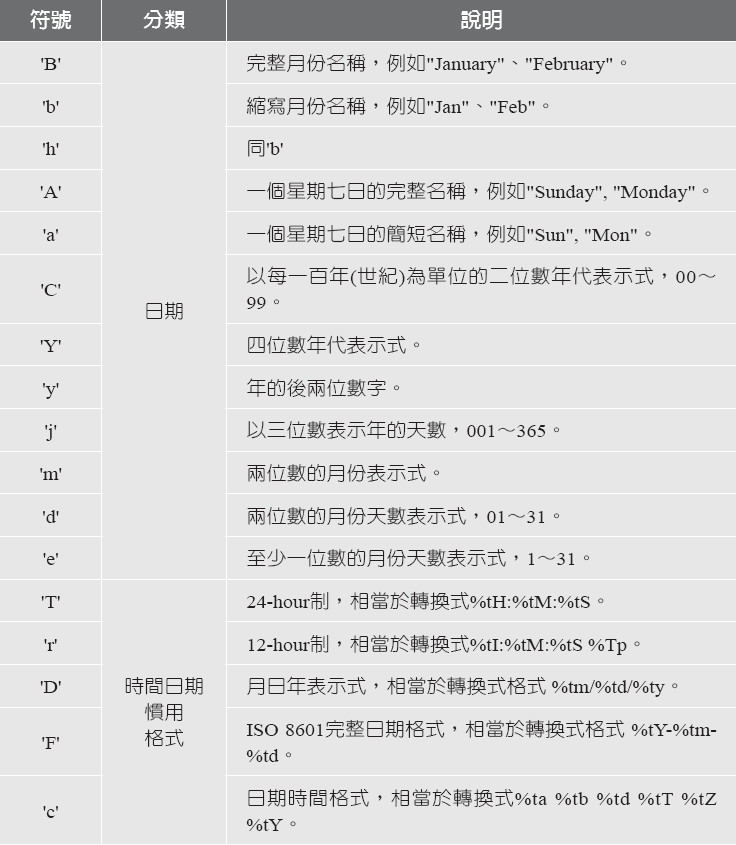 符號 分類 說明
'B' 完整月份名稱，例如"January"、"February"。
'b' 縮寫月份名稱，例如"Jan"、"Feb"。
'h' 同'b'
'A' 一個星期七日的完整名稱，例如"Sunday", "Monday"。
'a' 一個星期七日的簡短名稱，例如"Sun", "Mon"。
'C' 以每一百年(世紀)為單位的二位數年代表示式，00～
99。
日期
'Y' 四位數年代表示式。
'y' 年的後兩位數字。
'j' 以三位數表示年的天數，001～365。
'm' 兩位數的月份表示式。
'd' 兩位數的月份天數表示式，01～31。
'e' 至少一位數的月份天數表示式，1～31。
'T' 24-hour制，相當於轉換式%tH:%tM:%tS。
'r' 12-hour制，相當於轉換式%tI:%tM:%tS %Tp。
'D' 時間日期 月日年表示式，相當於轉換式格式 %tm/%td/%ty。
慣用
格式
'F' ISO 8601完整日期格式，相當於轉換式格式 %tY-%tm-
%td。
'c' 日期時間格式，相當於轉換式%ta %tb %td %tT %tZ
%tY。